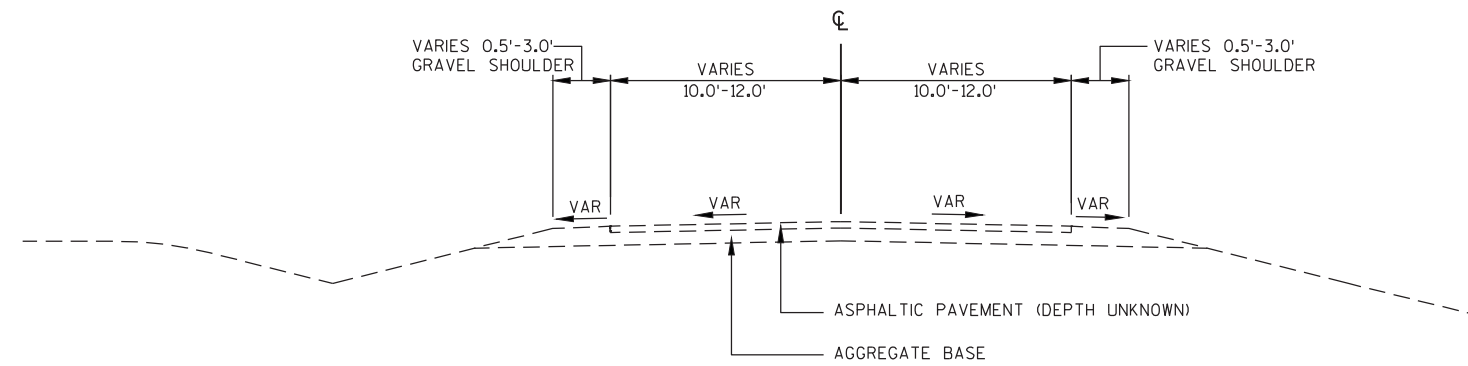 ℄
VARIES 0.5'-3.0'
GRAVEL SHOULDER
VARIES
10.0'-12.0'
VARIES
10.0'-12.0'
VARIES 0.5'-3.0'
GRAVEL SHOULDER
VAR
VAR
VAR
VAR
ASPHALTIC PAVEMENT (DEPTH UNKNOWN)
AGGREGATE BASE